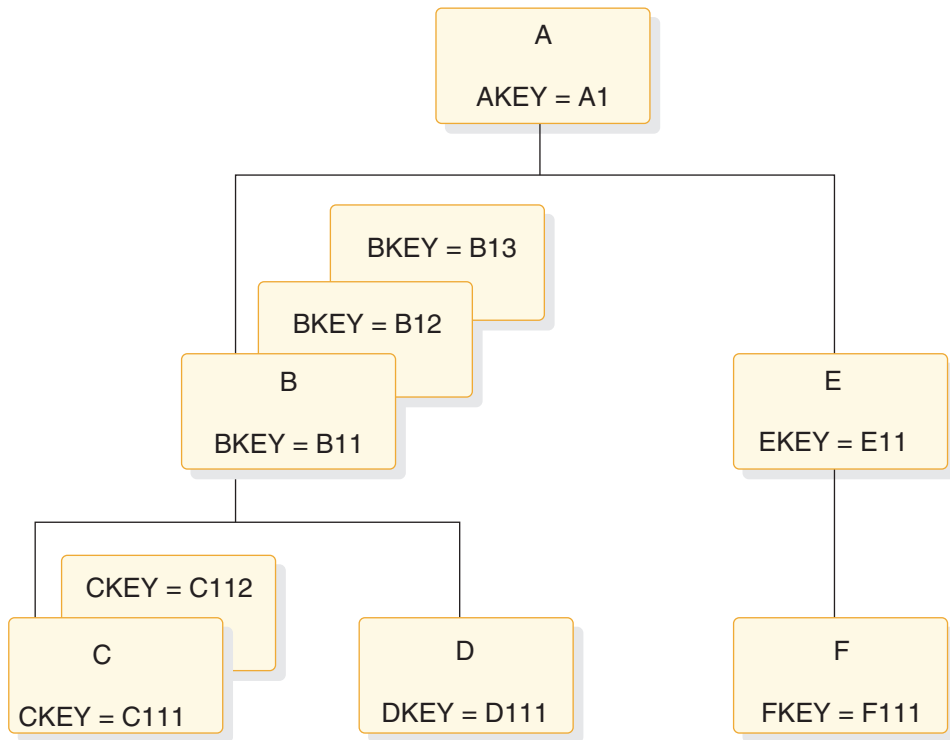 A
AKEY = A1
BKEY = B13
BKEY = B12
B
BKEY = B11
E
EKEY = E11
CKEY = C112
C
CKEY = C111
D
DKEY = D111
F
FKEY = F111